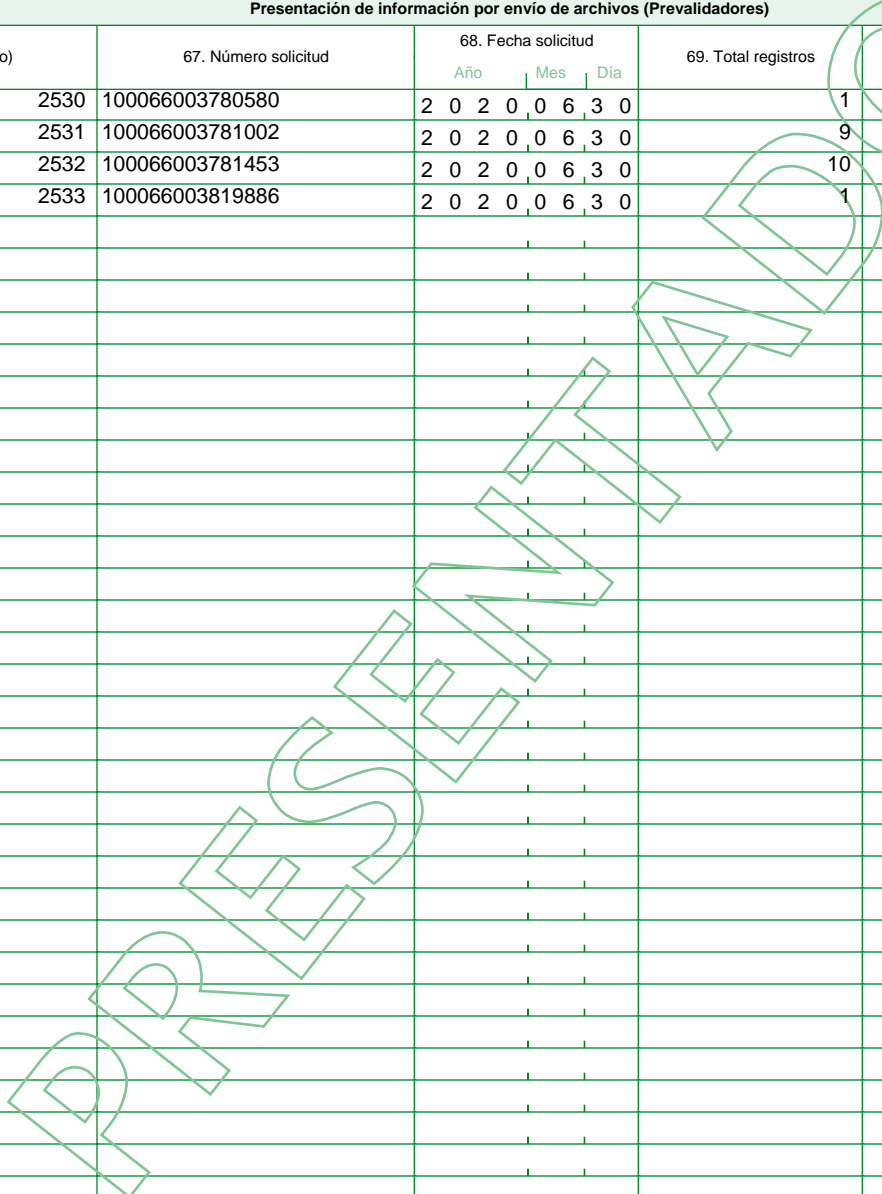 Presentación de información por envío de archivos (Prevalidadores)
o) 67. Número solicitud 68. Fecha solicitud 69. Total registros
Año Mes Día
2530 100066003780580 2 0 2 0 0 6 3 0 1
2531 100066003781002 2 0 2 0 0 6 3 0 9
2532 100066003781453 2 0 2 0 0 6 3 0 10
2533 100066003819886 2 0 2 0 0 6 3 0 1
PRESENTADO